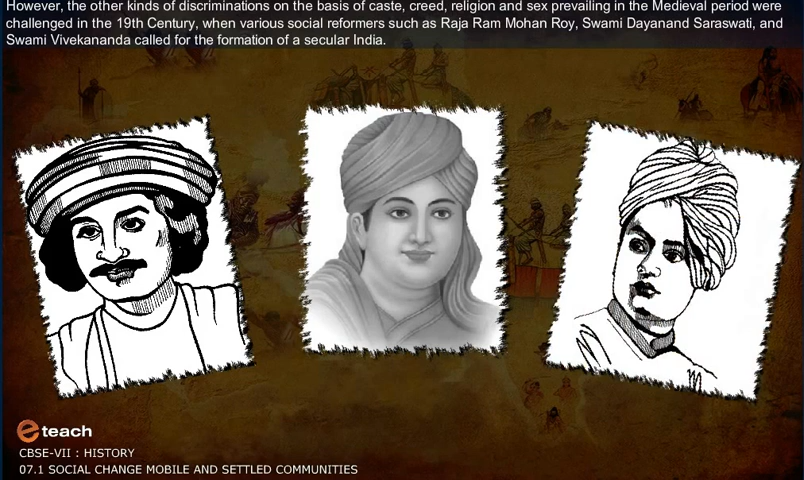 However, the other kinds of discriminations on the basis of caste, creed, religion and sex prevailing in the Medieval period were
challenged in the 19th Century, when various social reformers such as Raja Ram Mohan Roy, Swami Dayanand Saraswati, and
Swami Vivekananda called for the formation of a secular India.
eteach
CBSE-VII : HISTORY
07.1 SOCIAL CHANGE MOBILE AND SETTLED COMMUNITIES